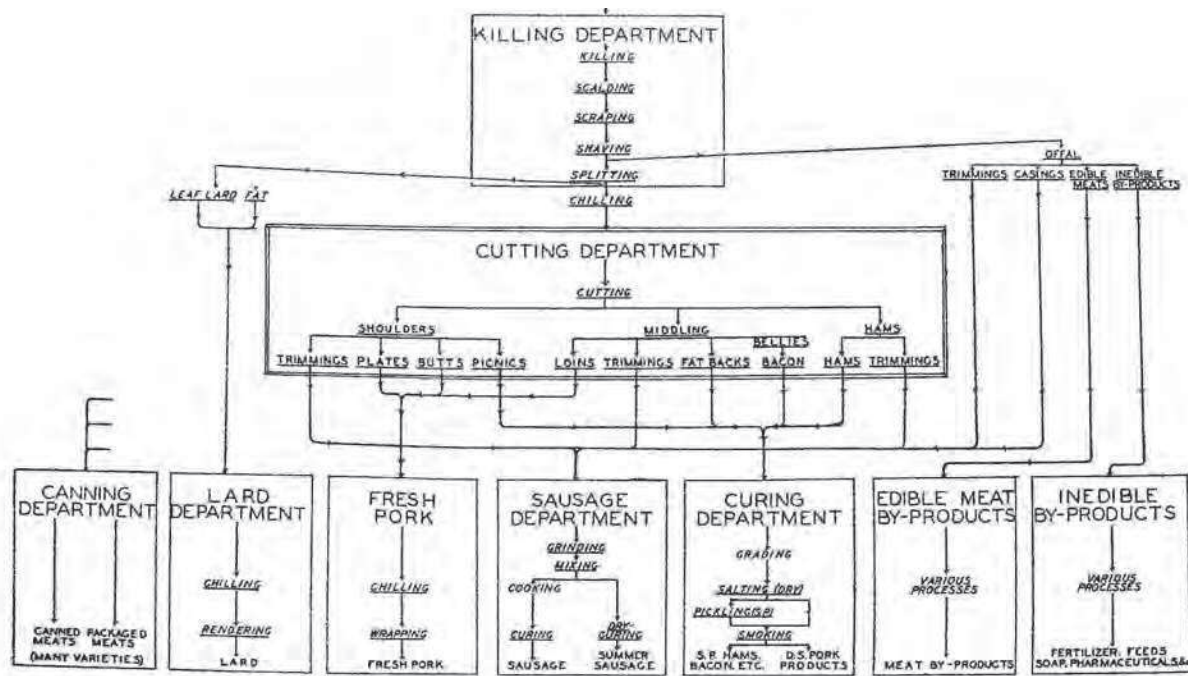 KILLING DEPARTMENT
KILLING
SCALDING
SCRAPING
SHAVING
SPLITTING
CHILLING
OFFAL
TRIMMINGS CASINGS EDIBLE MEATS INEDIBLE BY-PRODUCTS
LEAF LARD FAT
CUTTING DEPARTMENT
CUTTING
SHOULDERS MIDDLING HAMS
BELLIES
TRIMMINGS PLATES BUTTS PICNICS LOINS TRIMMINGS FAT BACKS BACON HAMS TRIMMINGS
CANNING
DEPARTMENT
CANNED MEATS PACKAGED MEATS
(MANY VARIETIES)
LARD
DEPARTMENT
CHILLING
RENDERING
LARD
FRESH
PORK
CHILLING
WRAPPING
FRESH PORK
SAUSAGE
DEPARTMENT
GRINDING
MIXING
COOKING
CURING
SAUSAGE
DRY-
CURING
SUMMER
SAUSAGE
CURING
DEPARTMENT
GRADING
SALTING (DRY)
PICKLING(SP)
SMOKING
S.P. HAMS,
BACON, ETC.
D.S. PORK
PRODUCTS
EDIBLE MEAT
BY-PRODUCTS
VARIOUS
PROCESSES
MEAT BY-PRODUCTS
INEDIBLE
BY-PRODUCTS
VARIOUS
PROCESSES
FERTILIZER, FEEDS
SOAP, PHARMACEUTICALS,&c